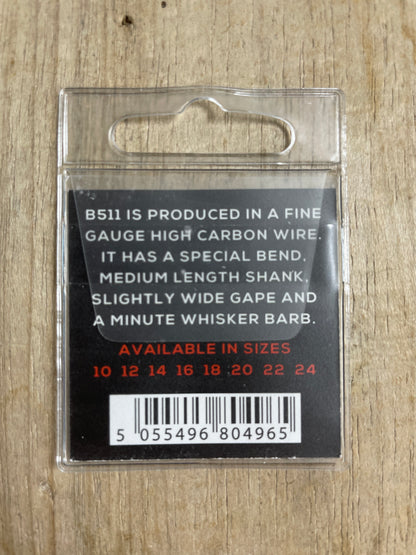 B511 IS PRODUCED IN A FINE
GAUGE HIGH CARBON WIRE.
IT HAS A SPECIAL BEND,
MEDIUM LENGTH SHANK,
SLIGHTLY WIDE GAPE AND
A MINUTE WHISKER BARB.
AVAILABLE IN SIZES
10 12 14 16 18 20 22 24
5 055496 804965